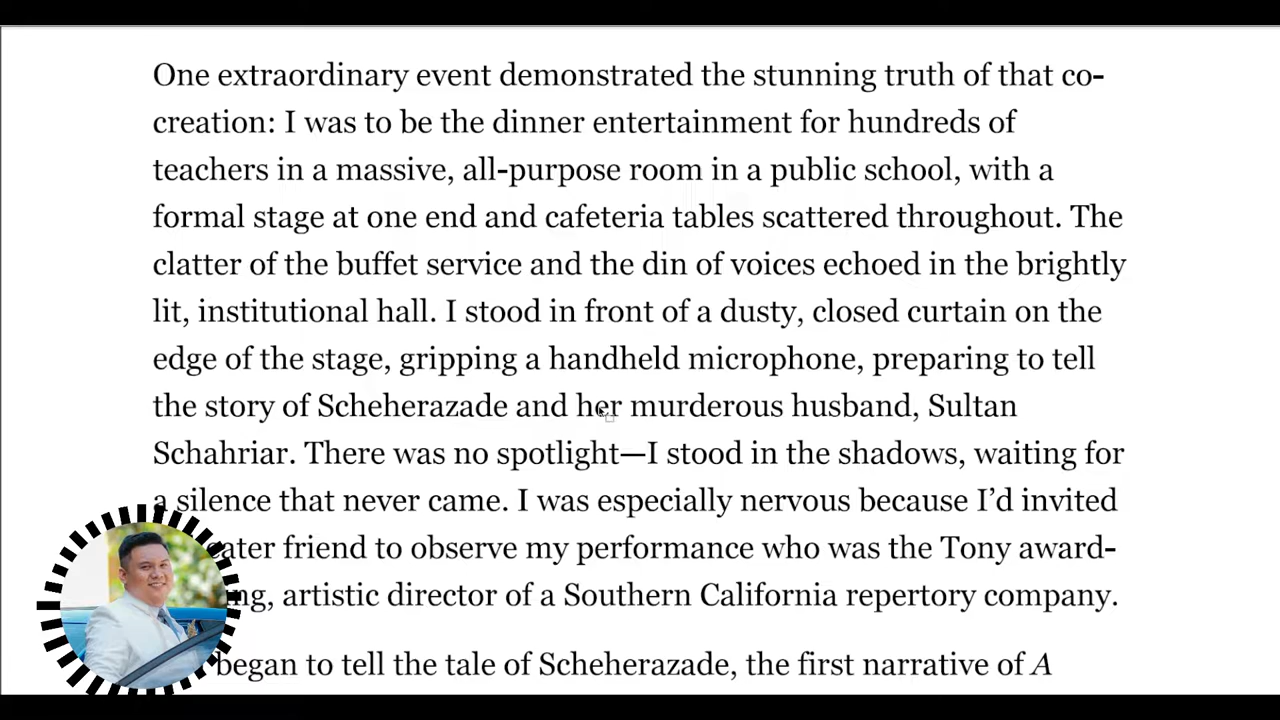 One extraordinary event demonstrated the stunning truth of that co-
creation: I was to be the dinner entertainment for hundreds of
teachers in a massive, all-purpose room in a public school, with a
formal stage at one end and cafeteria tables scattered throughout. The
clatter of the buffet service and the din of voices echoed in the brightly
lit, institutional hall. I stood in front of a dusty, closed curtain on the
edge of the stage, gripping a handheld microphone, preparing to tell
the story of Scheherazade and her murderous husband, Sultan
Schahriar. There was no spotlight—I stood in the shadows, waiting for
a silence that never came. I was especially nervous because I’d invited
eater friend to observe my performance who was the Tony award-
ng, artistic director of a Southern California repertory company.
began to tell the tale of Scheherazade, the first narrative of A